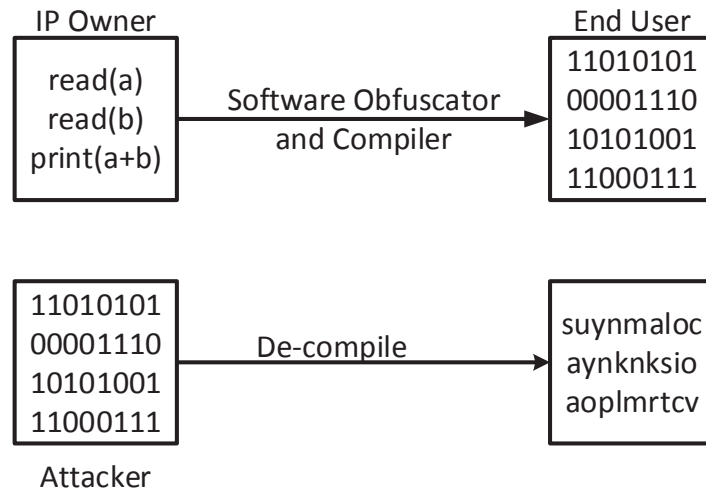 IP Owner
End User
read(a)
read(b)
print(a+b)
Software Obfuscator
and Compiler
11010101
00001110
10101001
11000111
11010101
00001110
10101001
11000111
De-compile
suynmaloc
aynknksio
aoplmrtcv
Attacker